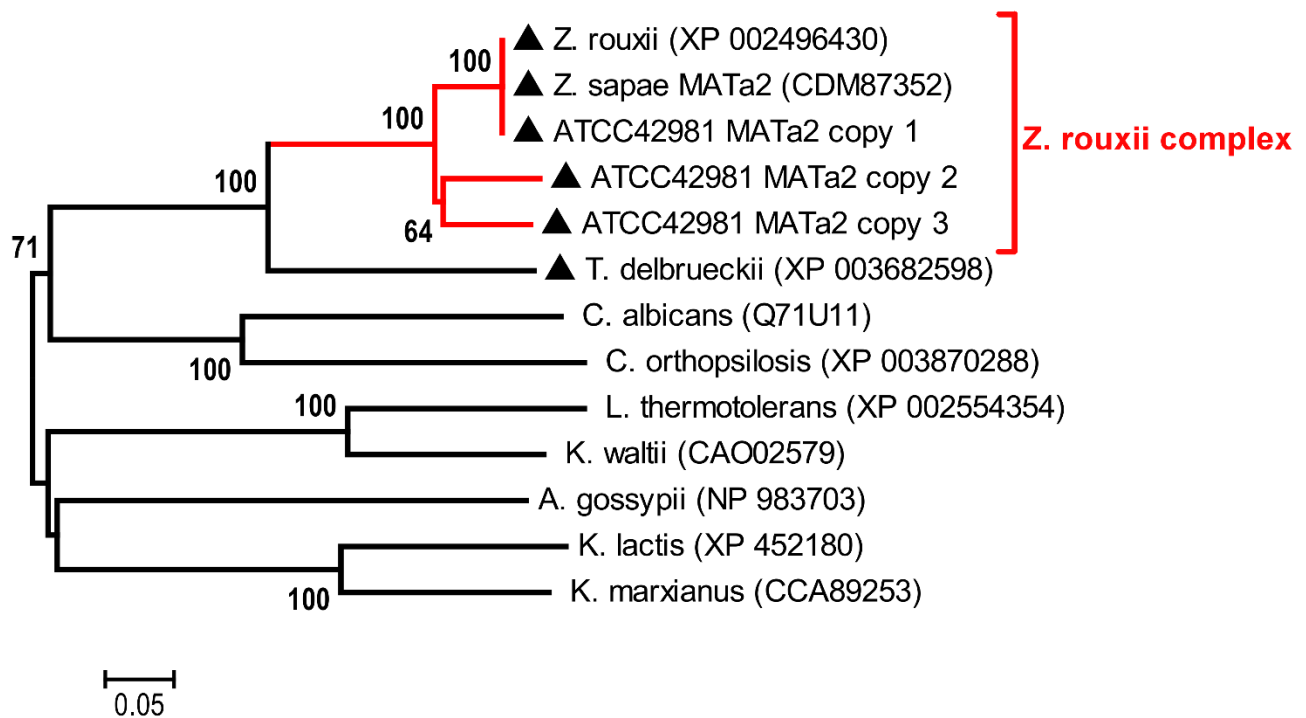 Z. rouxii (XP 002496430)
100
Z. sapae MATa2 (CDM87352)
100
ATCC42981 MATa2 copy 1
Z. rouxii complex
100
ATCC42981 MATa2 copy 2
64
ATCC42981 MATa2 copy 3
71
T. delbrueckii (XP 003682598)
C. albicans (Q71U11)
100
C. orthopsilosis (XP 003870288)
100
L. thermotolerans (XP 002554354)
K. waltii (CAO02579)
A. gossypii (NP 983703)
K. lactis (XP 452180)
100
K. marxianus (CCA89253)
0.05